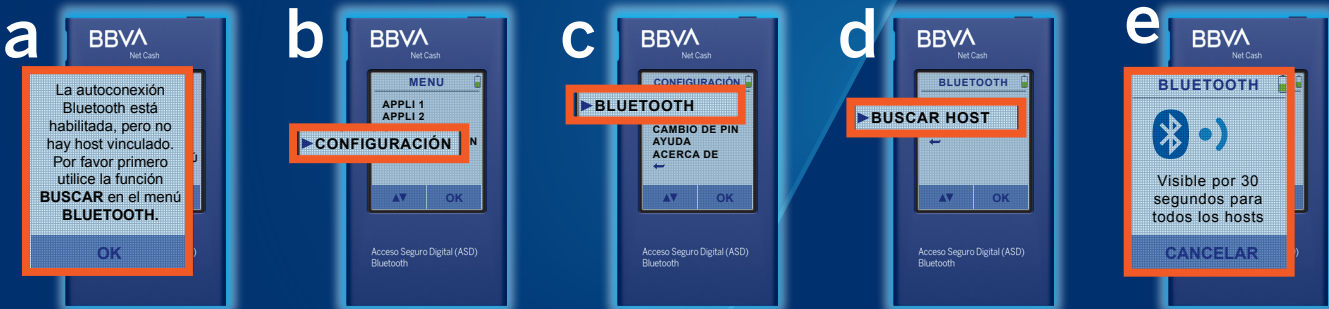 a
BBVA
Net Cash
La autoconexión
Bluetooth está
habilitada, pero no
hay host vinculado.
Por favor primero
utilice la función
BUSCAR en el menú
BLUETOOTH.
OK
b
BBVA
Net Cash
MENU
APPLI 1
APPLI 2
►CONFIGURACIÓN
▲▼ OK
Acceso Seguro Digital (ASD)
Bluetooth
c
BBVA
Net Cash
CONFIGURACIÓN
►BLUETOOTH
CAMBIO DE PIN
AYUDA
ACERCA DE
←
▲▼ OK
Acceso Seguro Digital (ASD)
Bluetooth
d
BBVA
Net Cash
BLUETOOTH
►BUSCAR HOST
←
▲▼ OK
Acceso Seguro Digital (ASD)
Bluetooth
e
BBVA
Net Cash
BLUETOOTH
Visible por 30
segundos para
todos los hosts
CANCELAR